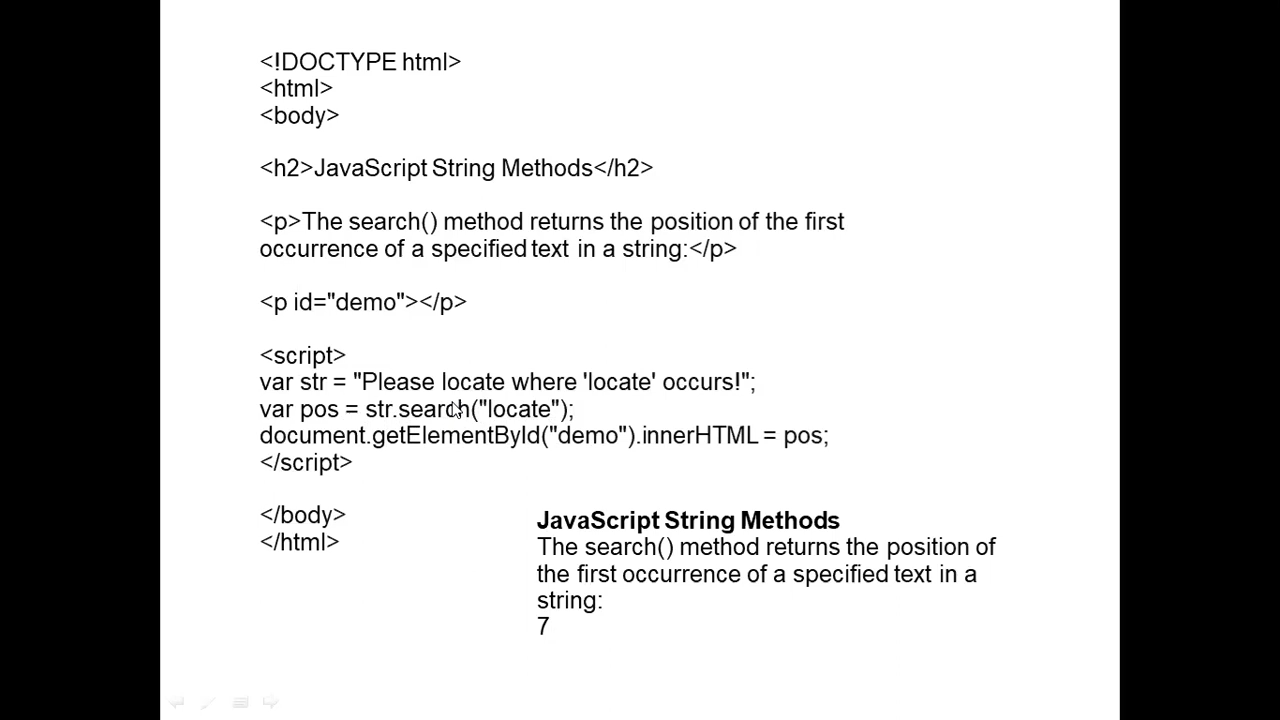 <!DOCTYPE html>
<html>
<body>
<h2>JavaScript String Methods</h2>
<p>The search() method returns the position of the first
occurrence of a specified text in a string:</p>
<p id="demo"></p>
<script>
var str = "Please locate where 'locate' occurs!";
var pos = str.search("locate");
document.getElementById("demo").innerHTML = pos;
</script>
</body>
</html>
JavaScript String Methods
The search() method returns the position of
the first occurrence of a specified text in a
string:
7